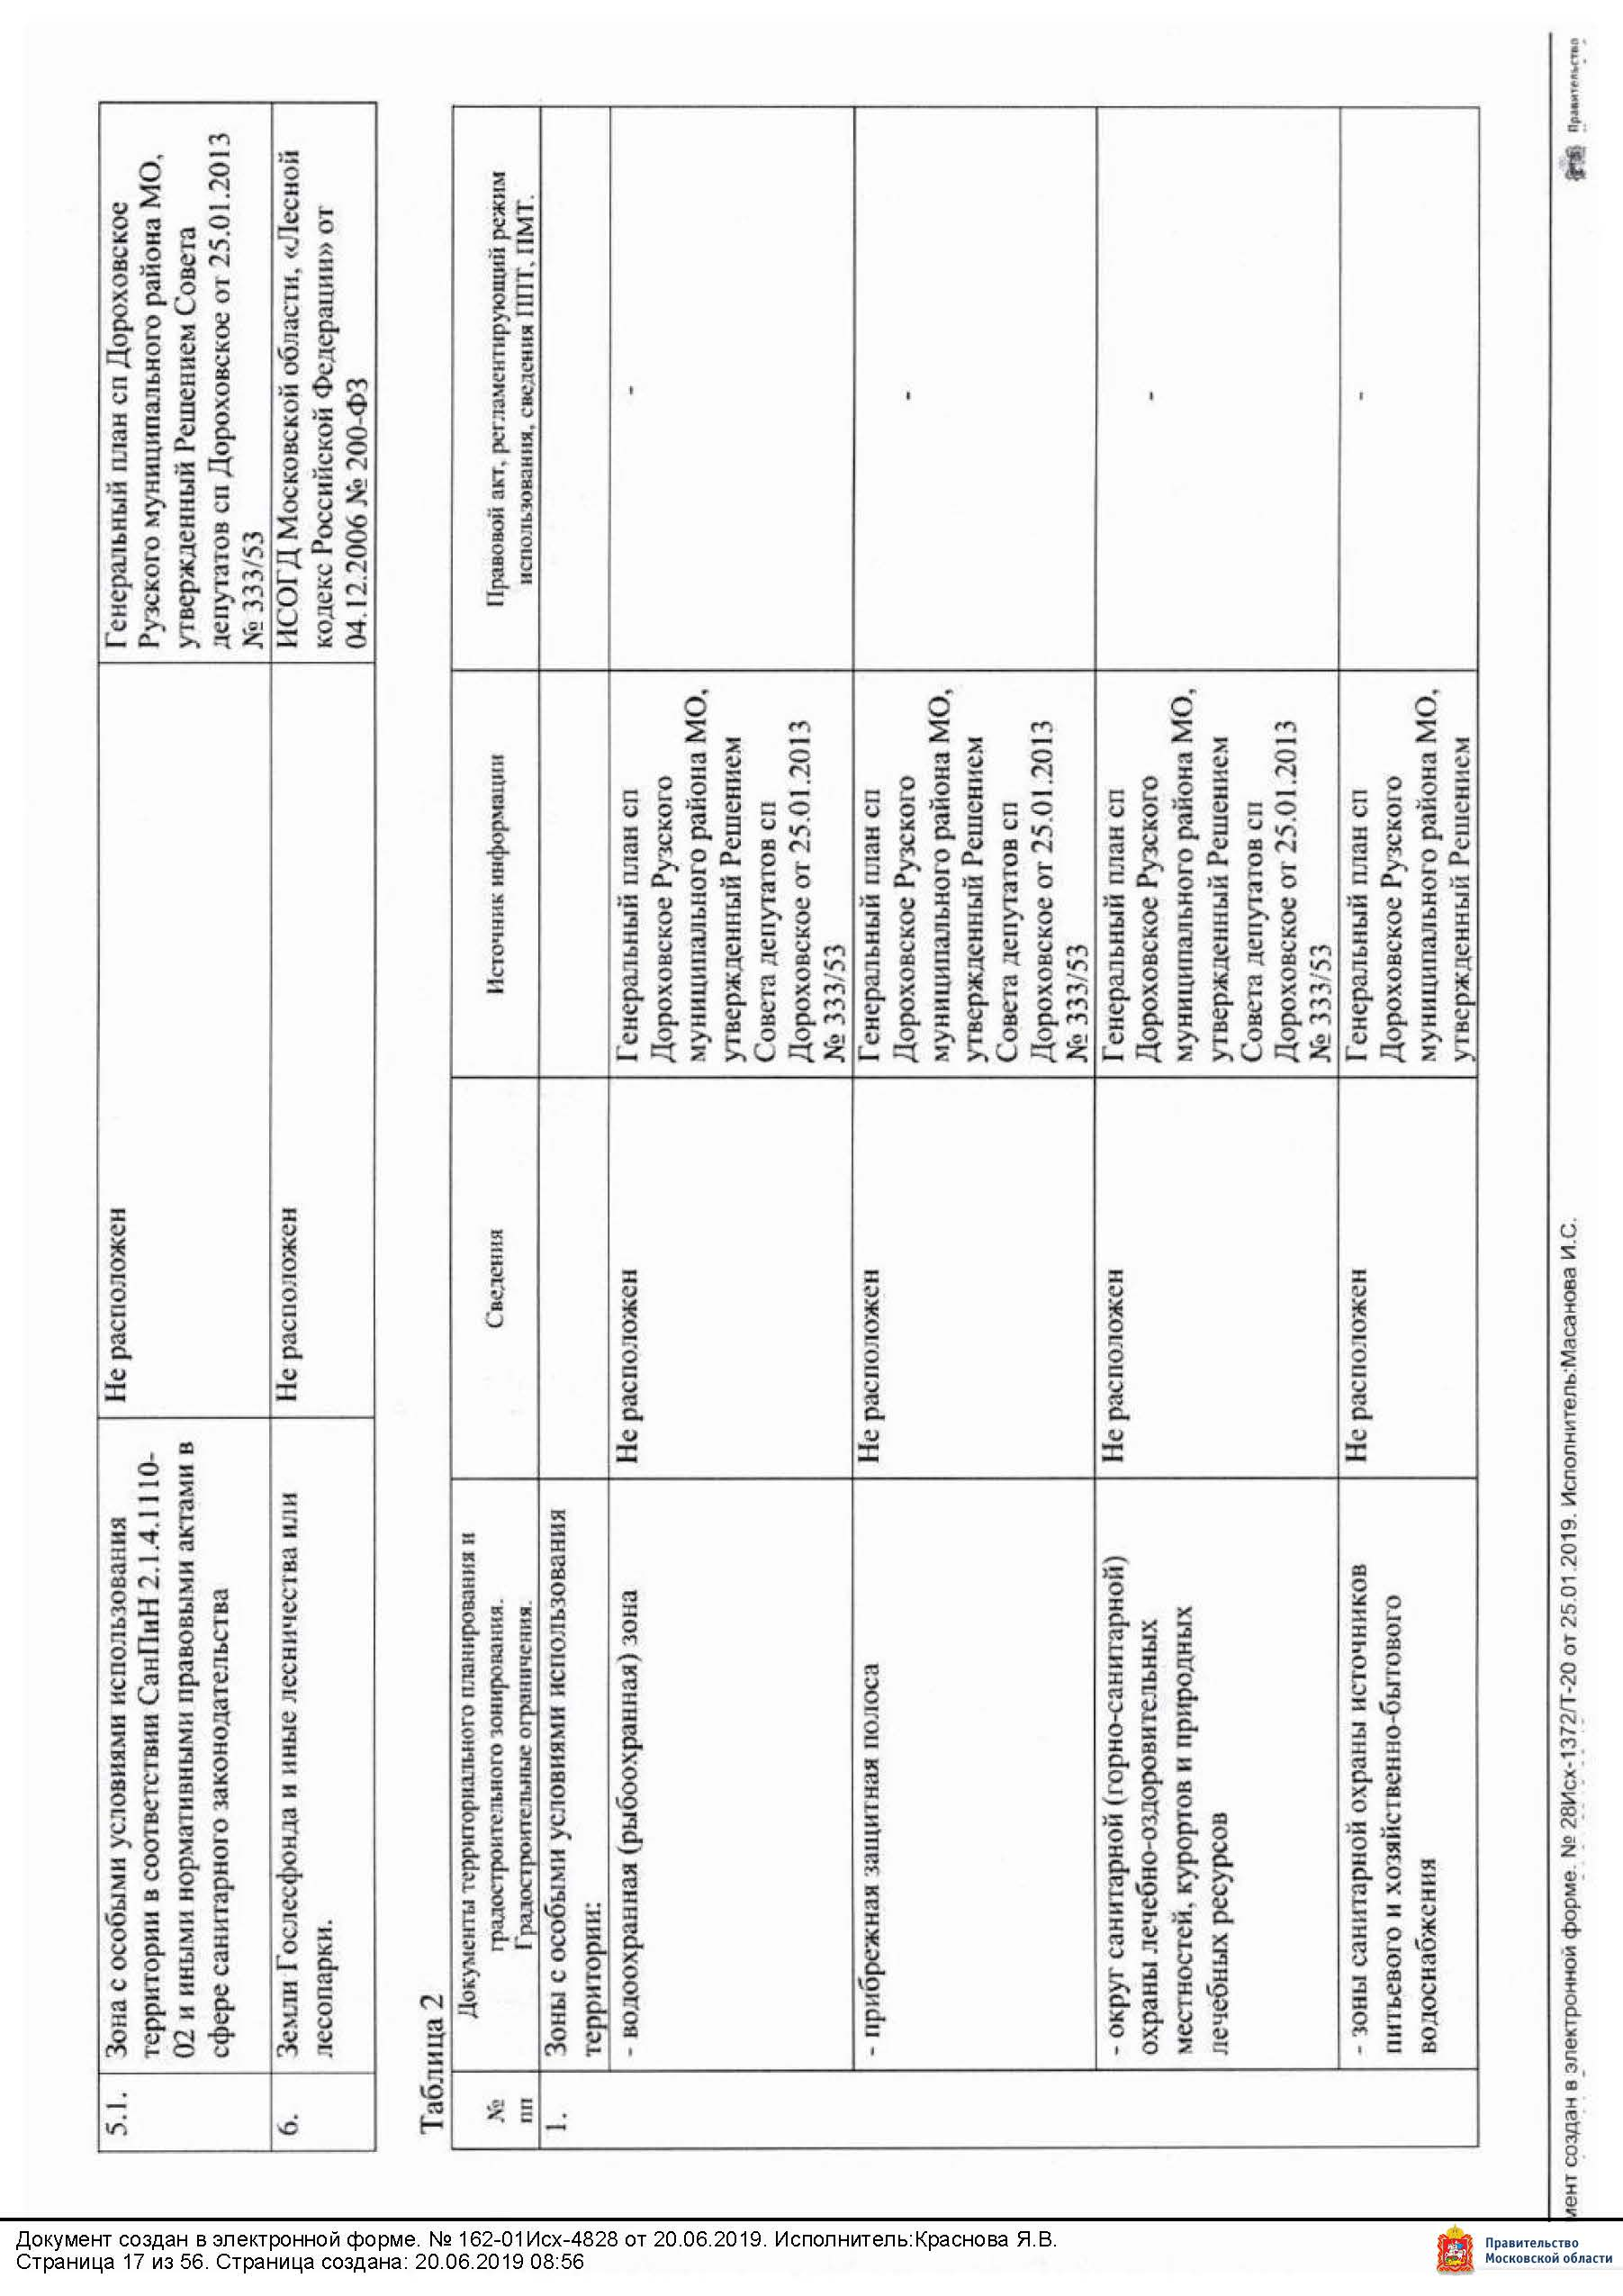 5.1.
Зона с особыми условиями использования
территории в соответствии СанПиН 2.1.4.1110-
02 и иными нормативными правовыми актами в
сфере санитарного законодательства
Не расположен
Генеральный план сп Дороховское
Рузского муниципального района МО,
утвержденный Решением Совета
депутатов сп Дороховское от 25.01.2013
№ 333/53
6.
Земли Гослесфонда и иные лесничества или
лесопарки.
Не расположен
ИСОГД Московской области, «Лесной
кодекс Российской Федерации» от
04.12.2006 № 200-ФЗ
Таблица 2
№
пп
Документы территориального планирования и
градостроительного зонирования.
Градостроительные ограничения.
Сведения
Источник информации
Правовой акт, регламентирующий режим
использования, сведения ППТ, ПМТ.
1.
Зоны с особыми условиями использования
территории:
- водоохранная (рыбоохранная) зона
Не расположен
Генеральный план сп
Дороховское Рузского
муниципального района МО,
утвержденный Решением
Совета депутатов сп
Дороховское от 25.01.2013
№ 333/53
-
- прибрежная защитная полоса
Не расположен
Генеральный план сп
Дороховское Рузского
муниципального района МО,
утвержденный Решением
Совета депутатов сп
Дороховское от 25.01.2013
№ 333/53
-
- округ санитарной (горно-санитарной)
охраны лечебно-оздоровительных
местностей, курортов и природных
лечебных ресурсов
Не расположен
Генеральный план сп
Дороховское Рузского
муниципального района МО,
утвержденный Решением
Совета депутатов сп
Дороховское от 25.01.2013
№ 333/53
-
- зоны санитарной охраны источников
питьевого и хозяйственно-бытового
водоснабжения
Не расположен
Генеральный план сп
Дороховское Рузского
муниципального района МО,
утвержденный Решением
-
мент создан в электронной форме. № 28Исх-1372/Т-20 от 25.01.2019. Исполнитель:Масанова И.С.
Правительство
Документ создан в электронной форме. № 162-01Исх-4828 от 20.06.2019. Исполнитель:Краснова Я.В.
Страница 17 из 56. Страница создана: 20.06.2019 08:56
Правительство
Московской области